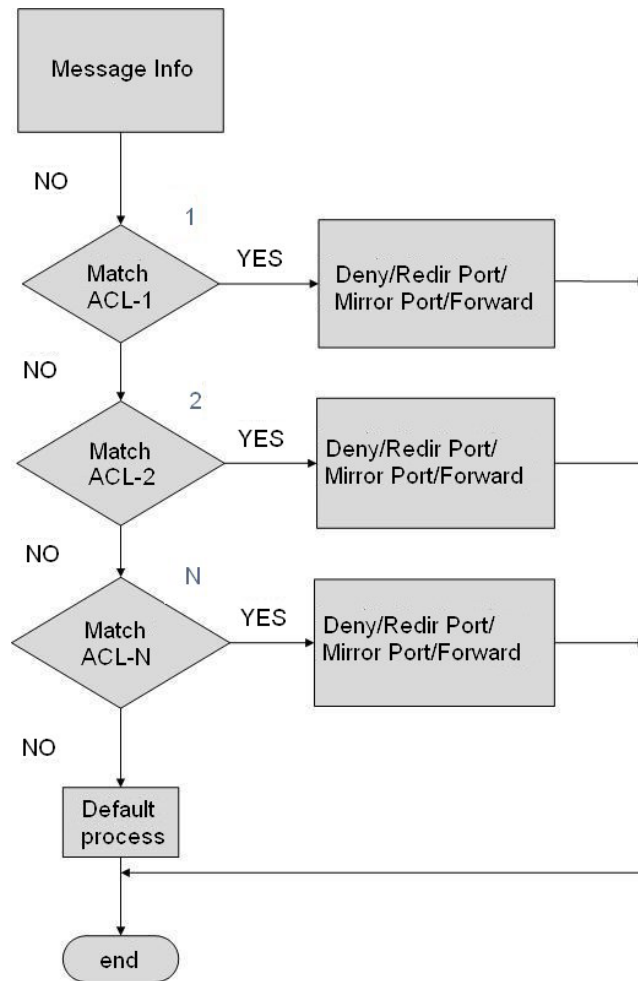 Message Info
NO
1
Match
ACL-1
YES
Deny/Redir Port/
Mirror Port/Forward
NO
2
Match
ACL-2
YES
Deny/Redir Port/
Mirror Port/Forward
NO
N
Match
ACL-N
YES
Deny/Redir Port/
Mirror Port/Forward
NO
Default
process
end